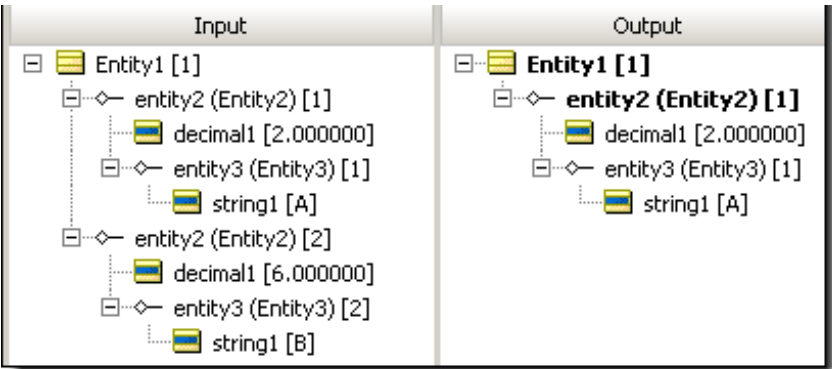 Input
Output
Entity1 [1]
entity2 (Entity2) [1]
decimal1 [2.000000]
entity3 (Entity3) [1]
string1 [A]
entity2 (Entity2) [2]
decimal1 [6.000000]
entity3 (Entity3) [2]
string1 [B]
Entity1 [1]
entity2 (Entity2) [1]
decimal1 [2.000000]
entity3 (Entity3) [1]
string1 [A]